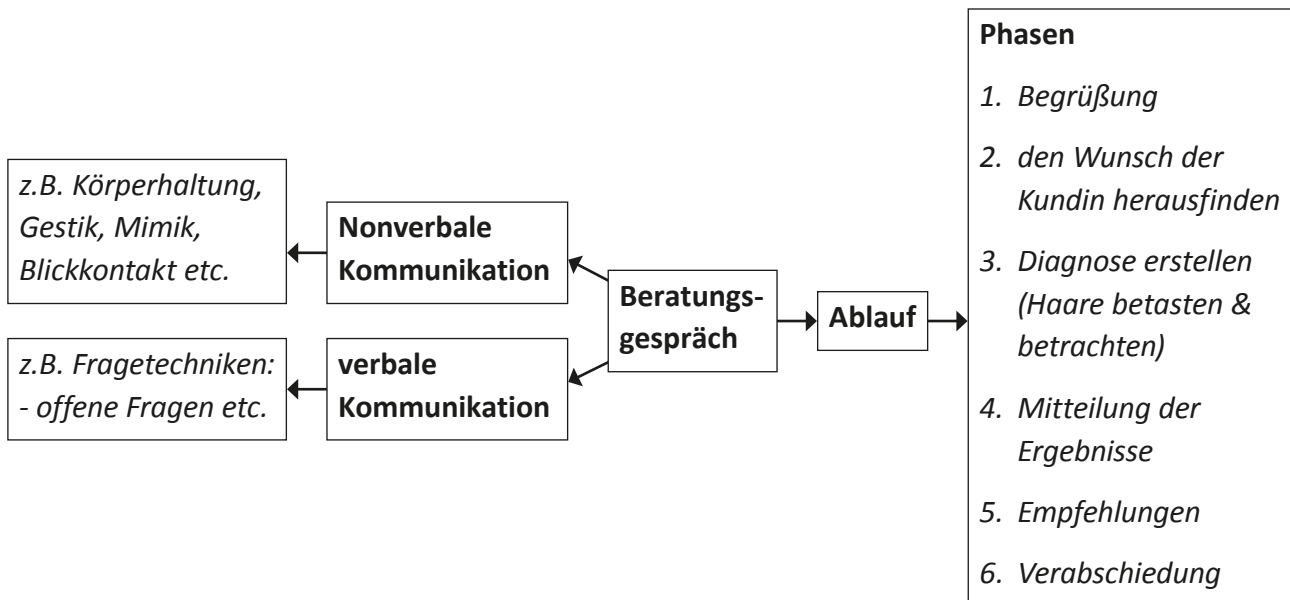 z.B. Körperhaltung,
Gestik, Mimik,
Blickkontakt etc.
z.B. Fragetechniken:
- offene Fragen etc.
Nonverbale
Kommunikation
verbale
Kommunikation
Beratungs-
gespräch
Ablauf
Phasen
1. Begrüßung
2. den Wunsch der
Kundin herausfinden
3. Diagnose erstellen
(Haare betasten &
betrachten)
4. Mitteilung der
Ergebnisse
5. Empfehlungen
6. Verabschiedung